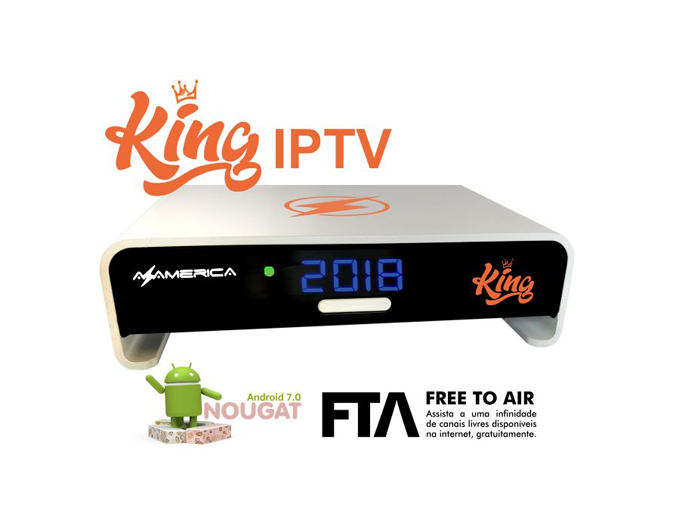 King IPTV
AZAMERICA
2018
King
Android 7.0
NOUGAT
FTA
FREE TO AIR
Assista a uma infinidade
de canais livres disponiveis
na internet, gratuitamente.